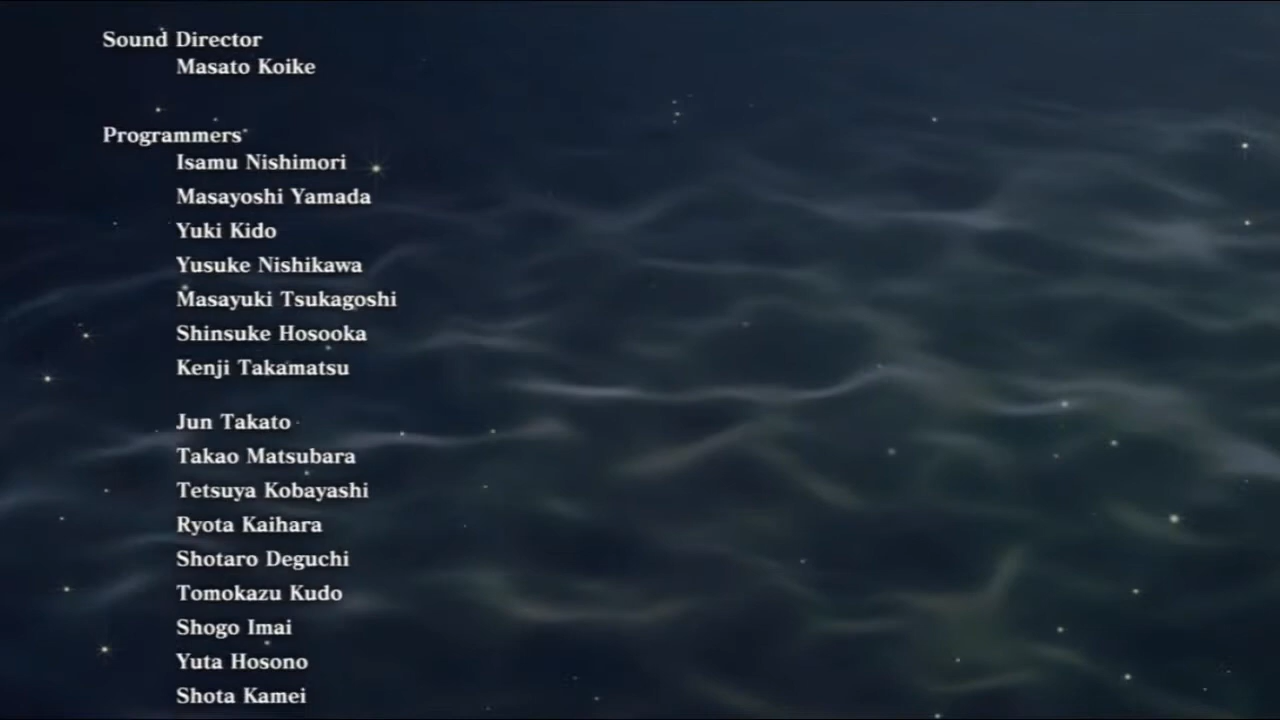 Sound Director
Masato Koike
Programmers
Isamu Nishimori
Masayoshi Yamada
Yuki Kido
Yusuke Nishikawa
Masayuki Tsukagoshi
Shinsuke Hosooka
Kenji Takamatsu
Jun Takato
Takao Matsubara
Tetsuya Kobayashi
Ryota Kaihara
Shotaro Deguchi
Tomokazu Kudo
Shogo Imai
Yuta Hosono
Shota Kamei